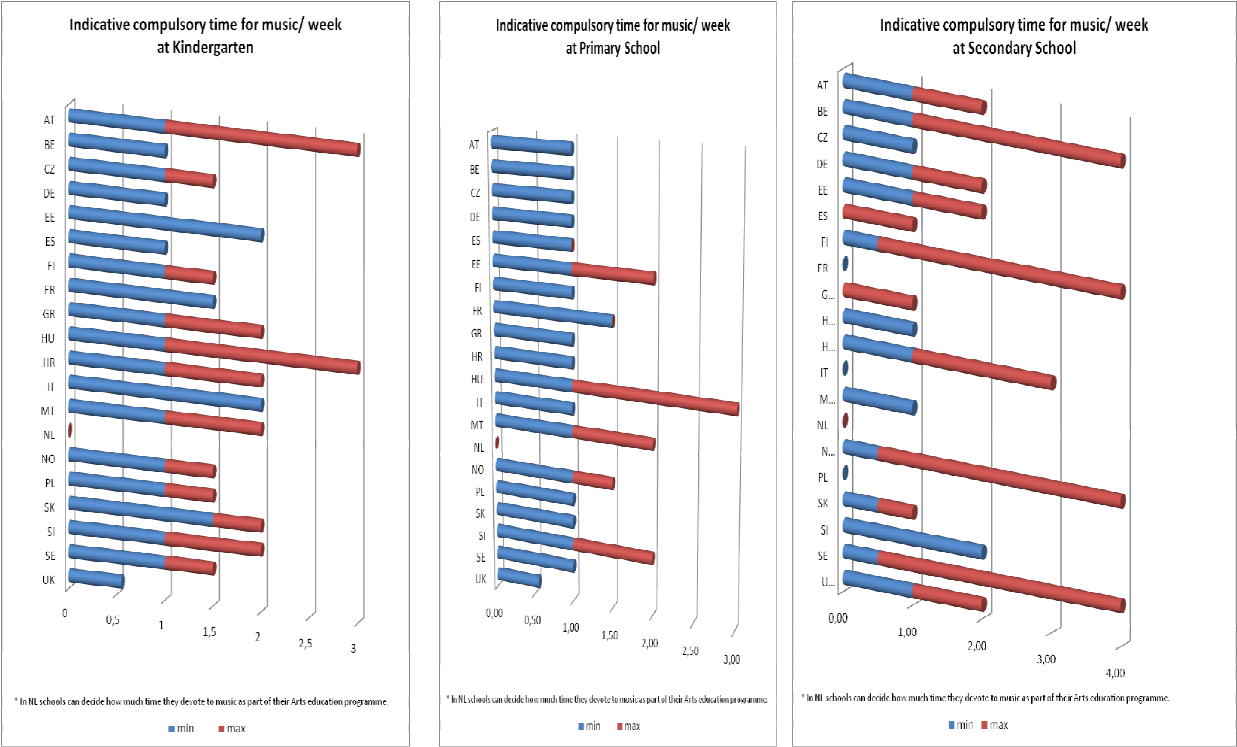 Indicative compulsory time for music/ week
at Kindergarten
AT
BE
CZ
DE
EE
ES
FI
FR
GR
HU
HR
IT
MT
NL
NO
PL
SK
SI
SE
UK
0
0,5
1
1,5
2
2,5
3
* In NL schools can decide how much time they devote to music as part of their Arts education programme.
min
max
Indicative compulsory time for music/ week
at Primary School
AT
BE
CZ
DE
ES
EE
FI
FR
GR
HR
HU
IT
MT
NL
NO
PL
SK
SI
SE
UK
0,00
0,50
1,00
1,50
2,00
2,50
3,00
* In NL schools can decide how much time they devote to music as part of their Arts education programme.
min
max
Indicative compulsory time for music/ week
at Secondary School
AT
BE
CZ
DE
EE
ES
FI
FR
G...
H...
H...
IT
M...
NL
N...
PL
SK
SI
SE
U...
0,00
1,00
2,00
3,00
4,00
* In NL schools can decide how much time they devote to music as part of their Arts education programme.
min
max